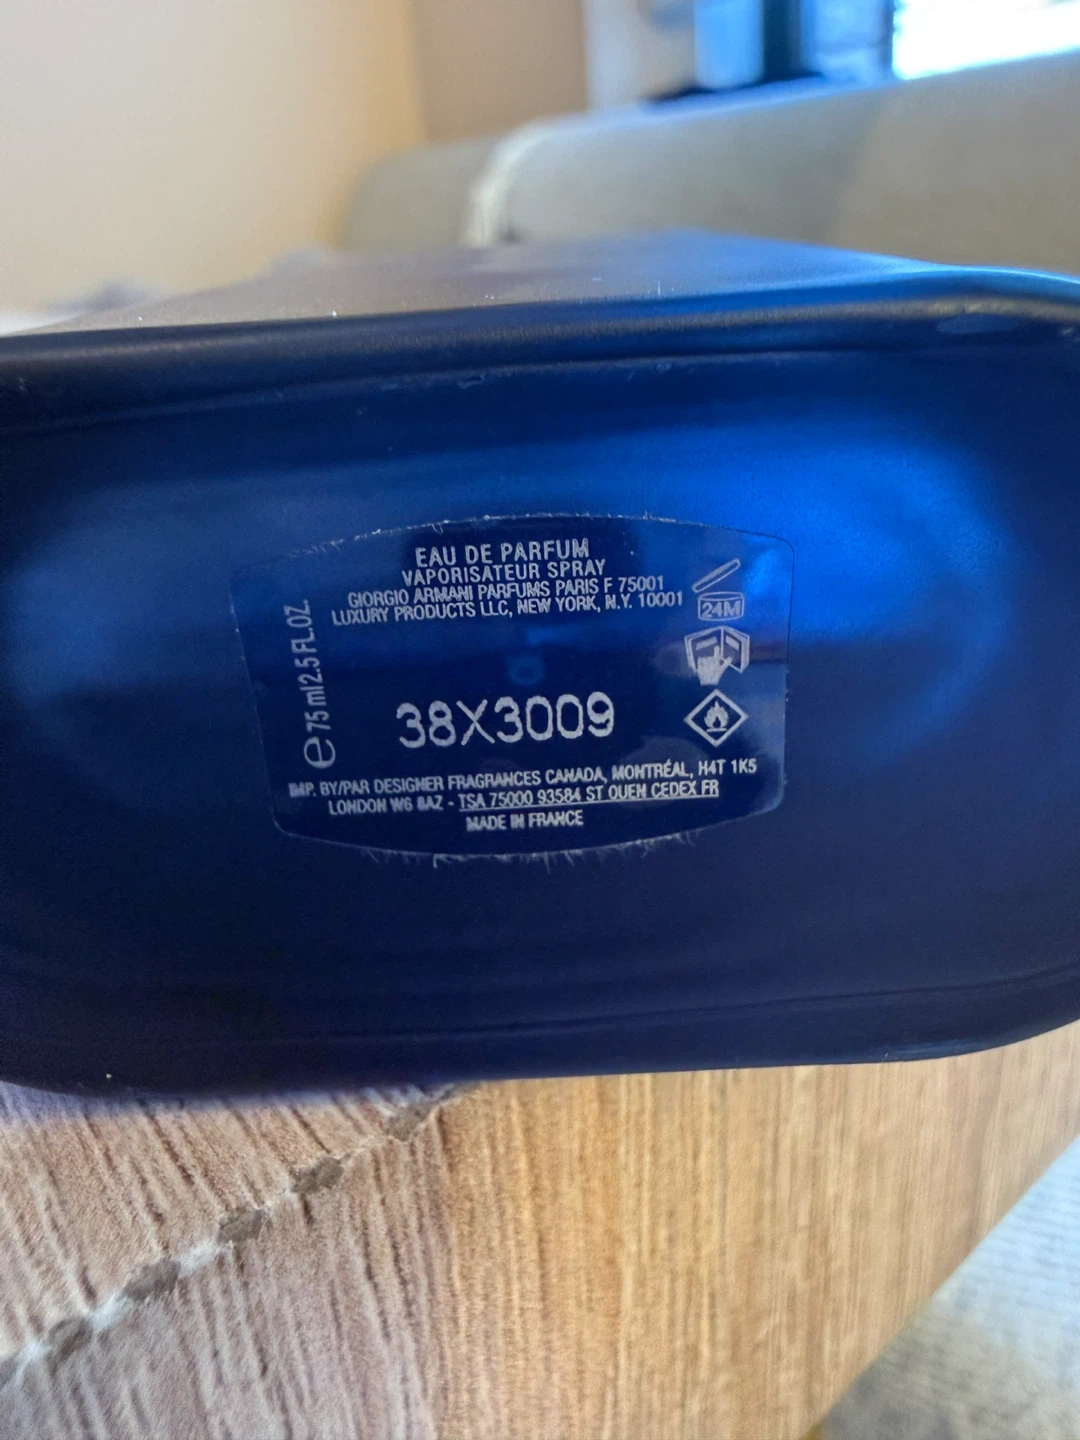 EAU DE PARFUM
VAPORISATEUR SPRAY
GIORGIO ARMANI PARFUMS PARIS F 75001
LUXURY PRODUCTS LLC, NEW YORK, N.Y. 10001
24M
e 75 ml 2.5 FL.OZ.
38X3009
IMP. BY/PAR DESIGNER FRAGRANCES CANADA, MONTRÉAL, H4T 1K5
LONDON W6 8AZ - TSA 75000 93584 ST OUEN CEDEX FR
MADE IN FRANCE